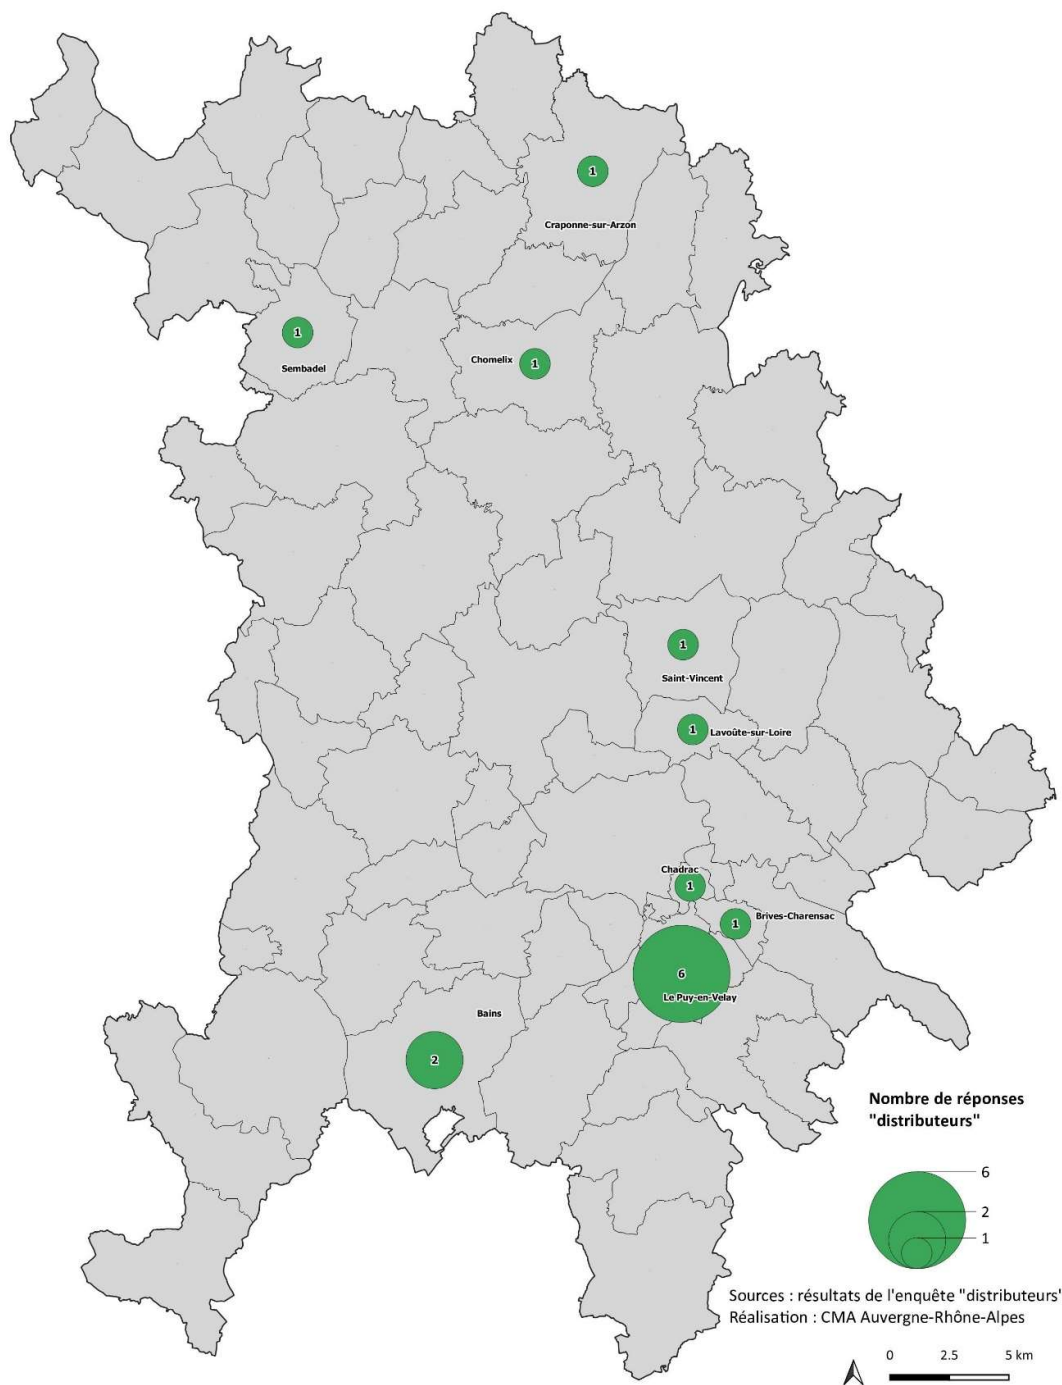 1
Craponne-sur-Arzon
1
Sembadel
Chomelix
1
1
Saint-Vincent
1
Lavoûte-sur-Loire
Chadrac
1
1
Brives-Charensac
6
Le Puy-en-Velay
Bains
2
Nombre de réponses
"distributeurs"
6
2
1
Sources : résultats de l'enquête "distributeurs'
Réalisation : CMA Auvergne-Rhône-Alpes
0 2.5 5 km